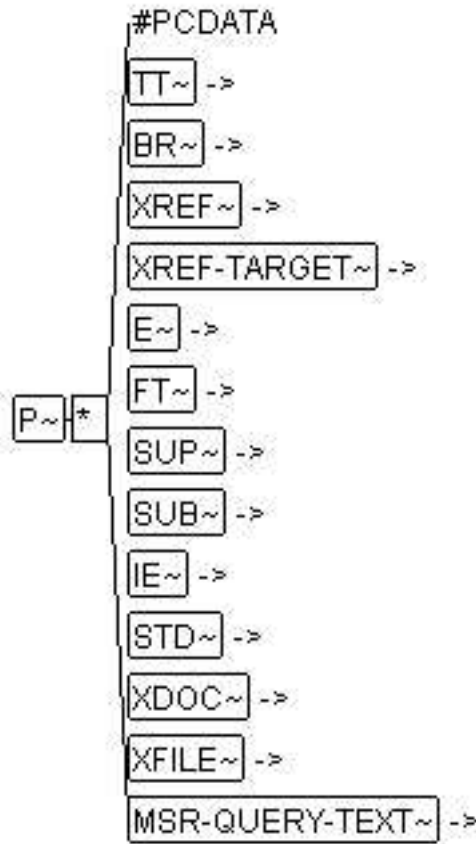 #PCDATA
TT~ ->
BR~ ->
XREF~ ->
XREF-TARGET~ ->
E~ ->
FT~ ->
P~ *
SUP~ ->
SUB~ ->
IE~ ->
STD~ ->
XDOC~ ->
XFILE~ ->
MSR-QUERY-TEXT~ ->